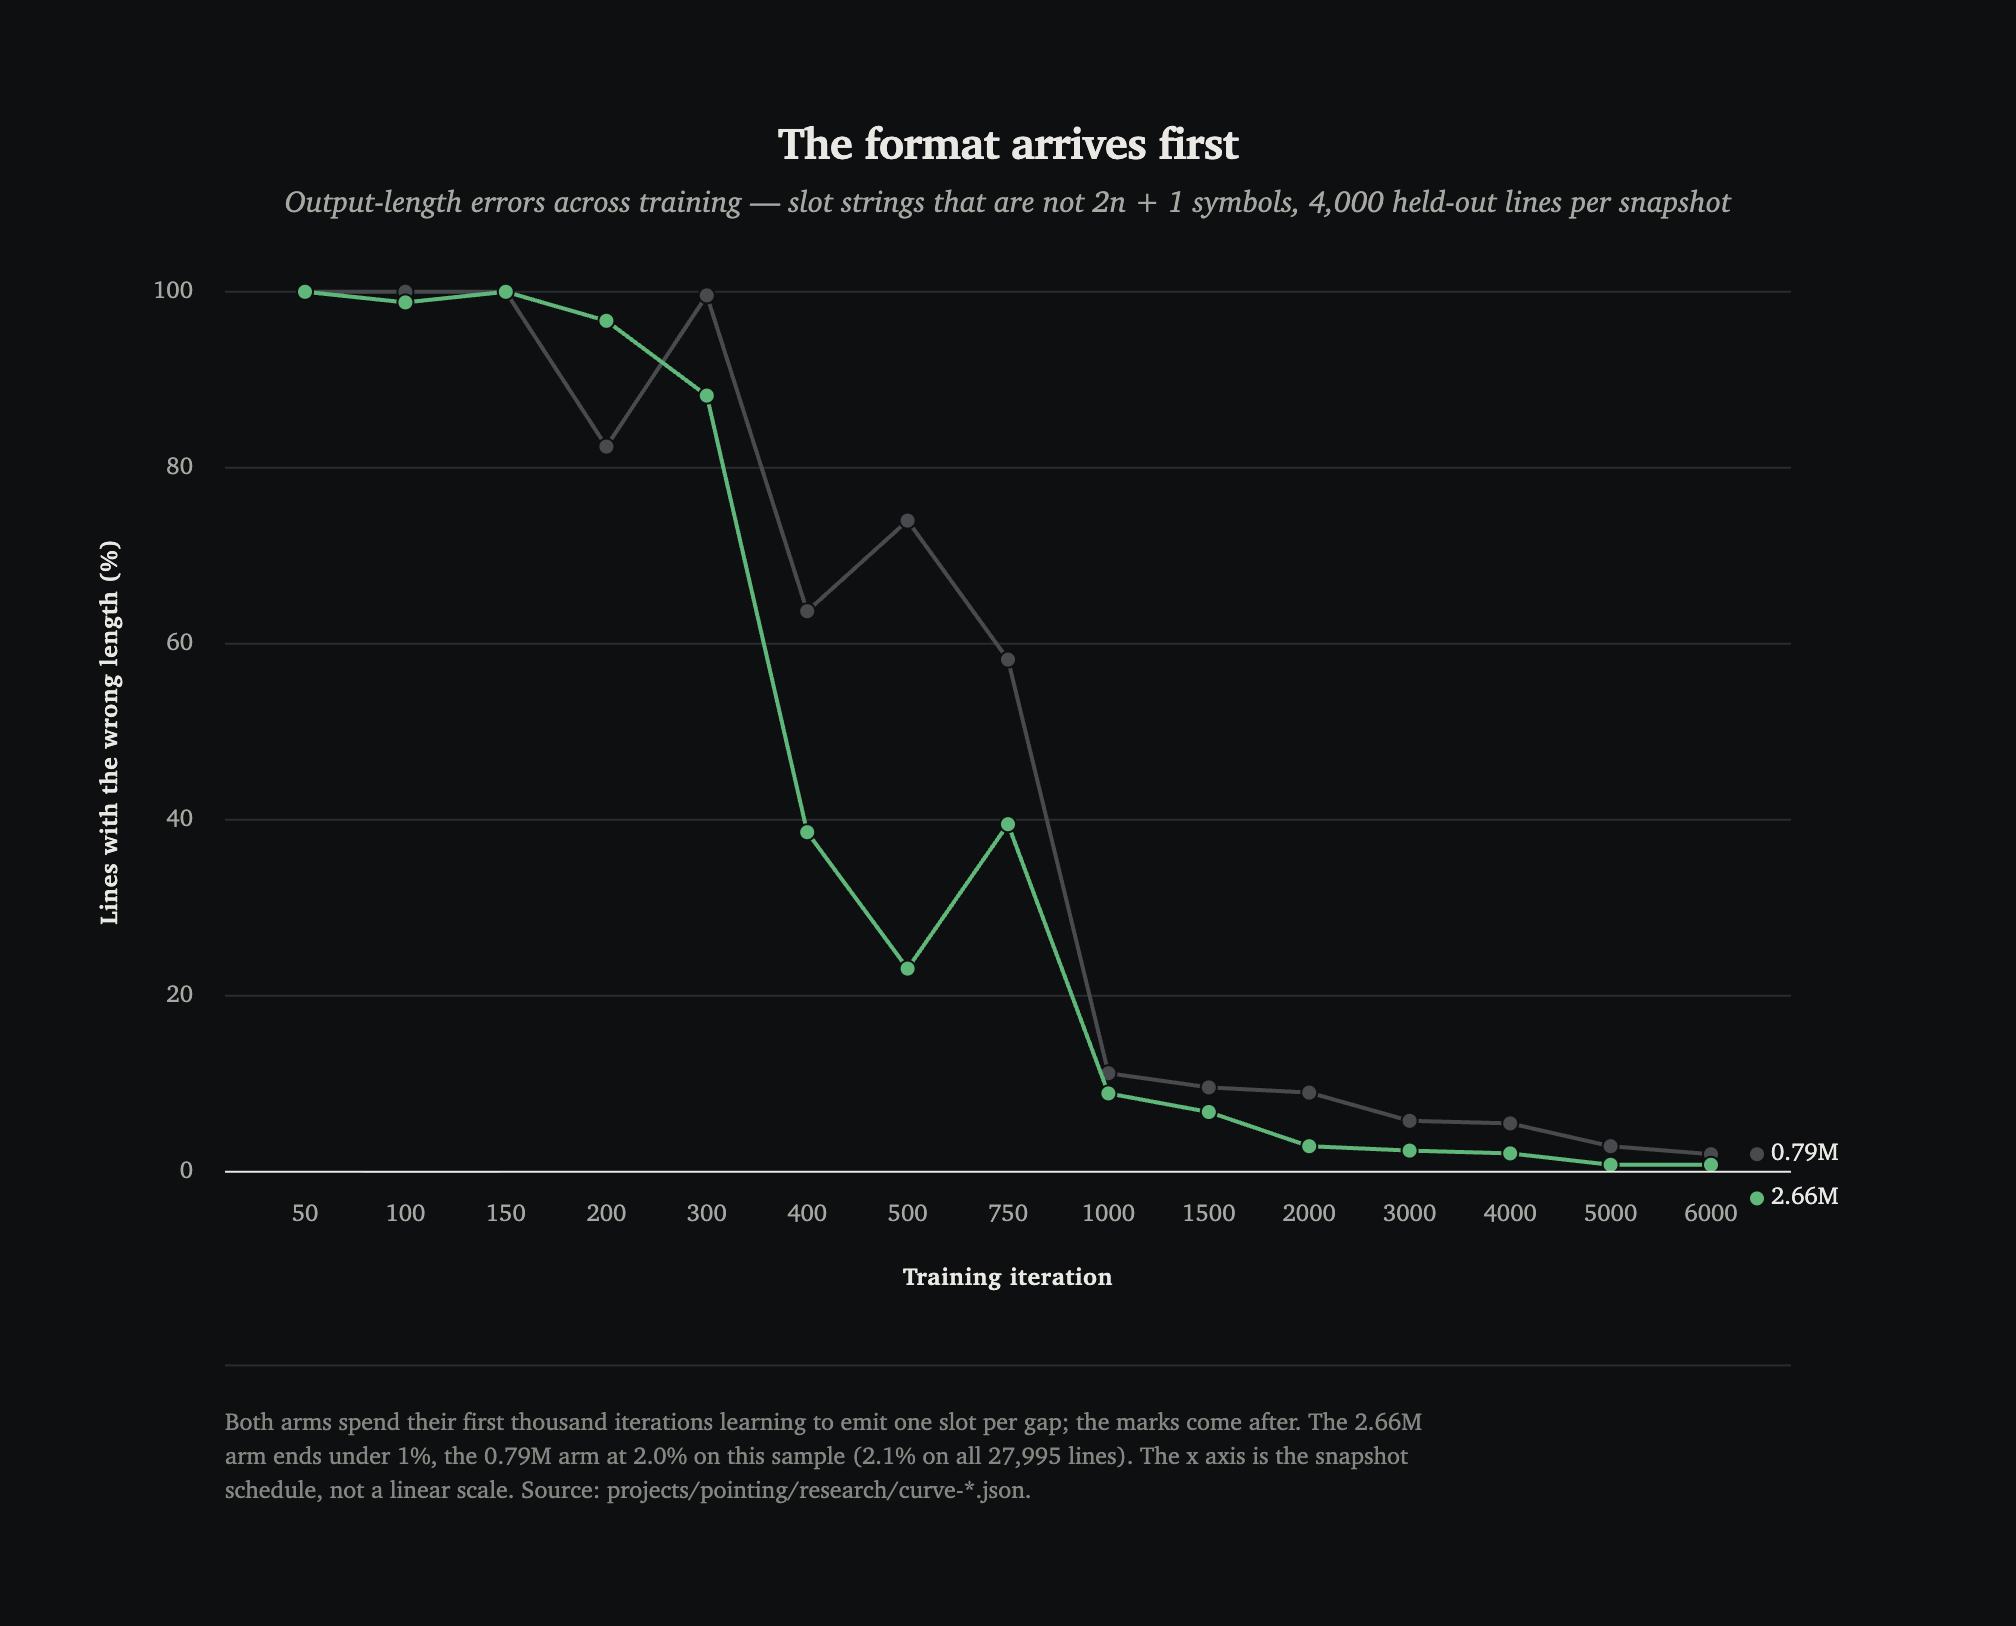 The format arrives first
Output-length errors across training — slot strings that are not 2n + 1 symbols, 4,000 held-out lines per snapshot
Lines with the wrong length (%)
100
80
60
40
20
0
0.79M
2.66M
50 100 150 200 300 400 500 750 1000 1500 2000 3000 4000 5000 6000
Training iteration
Both arms spend their first thousand iterations learning to emit one slot per gap; the marks come after. The 2.66M
arm ends under 1%, the 0.79M arm at 2.0% on this sample (2.1% on all 27,995 lines). The x axis is the snapshot
schedule, not a linear scale. Source: projects/pointing/research/curve-*.json.